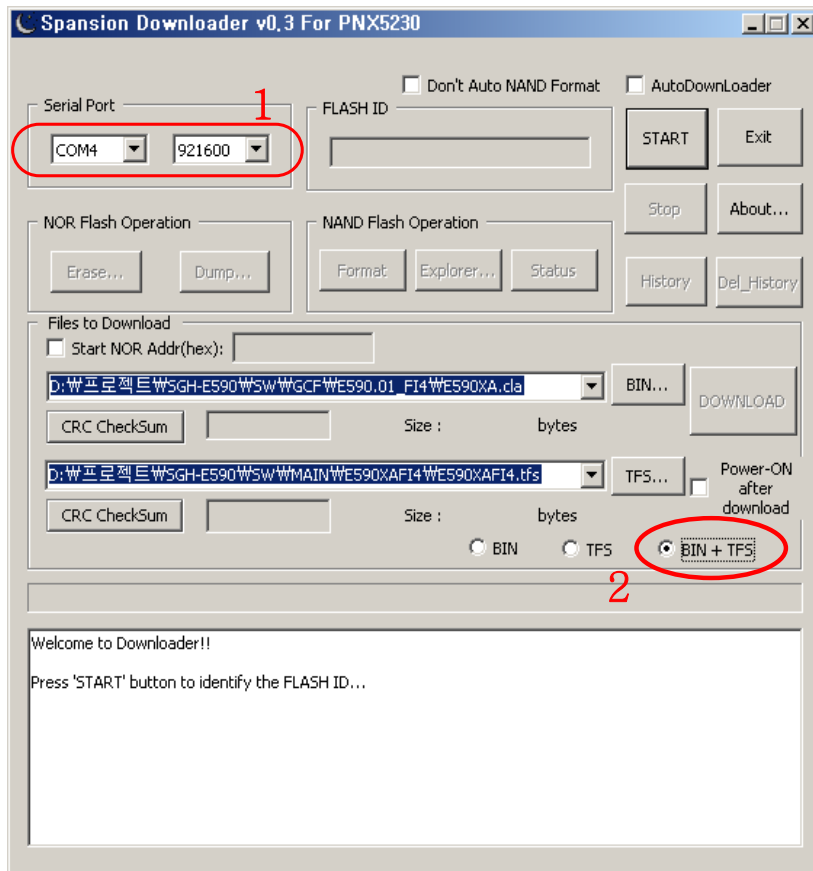 Spansion Downloader v0.3 For PNX5230
Don't Auto NAND Format
AutoDownLoader
Serial Port
1
FLASH ID
COM4
921600
START
Exit
Stop
About...
NOR Flash Operation
NAND Flash Operation
Erase...
Dump...
Format
Explorer...
Status
History
Del_History
Files to Download
Start NOR Addr(hex):
D:₩프로젝트₩SGH-E590₩SW₩GCF₩E590.01_FI4₩E590XA.cla
BIN...
DOWNLOAD
CRC CheckSum
Size :
bytes
D:₩프로젝트₩SGH-E590₩SW₩MAIN₩E590XAFI4₩E590XAFI4.tfs
TFS...
Power-ON
after
download
CRC CheckSum
Size :
bytes
BIN
TFS
BIN + TFS
2
Welcome to Downloader!!
Press 'START' button to identify the FLASH ID...